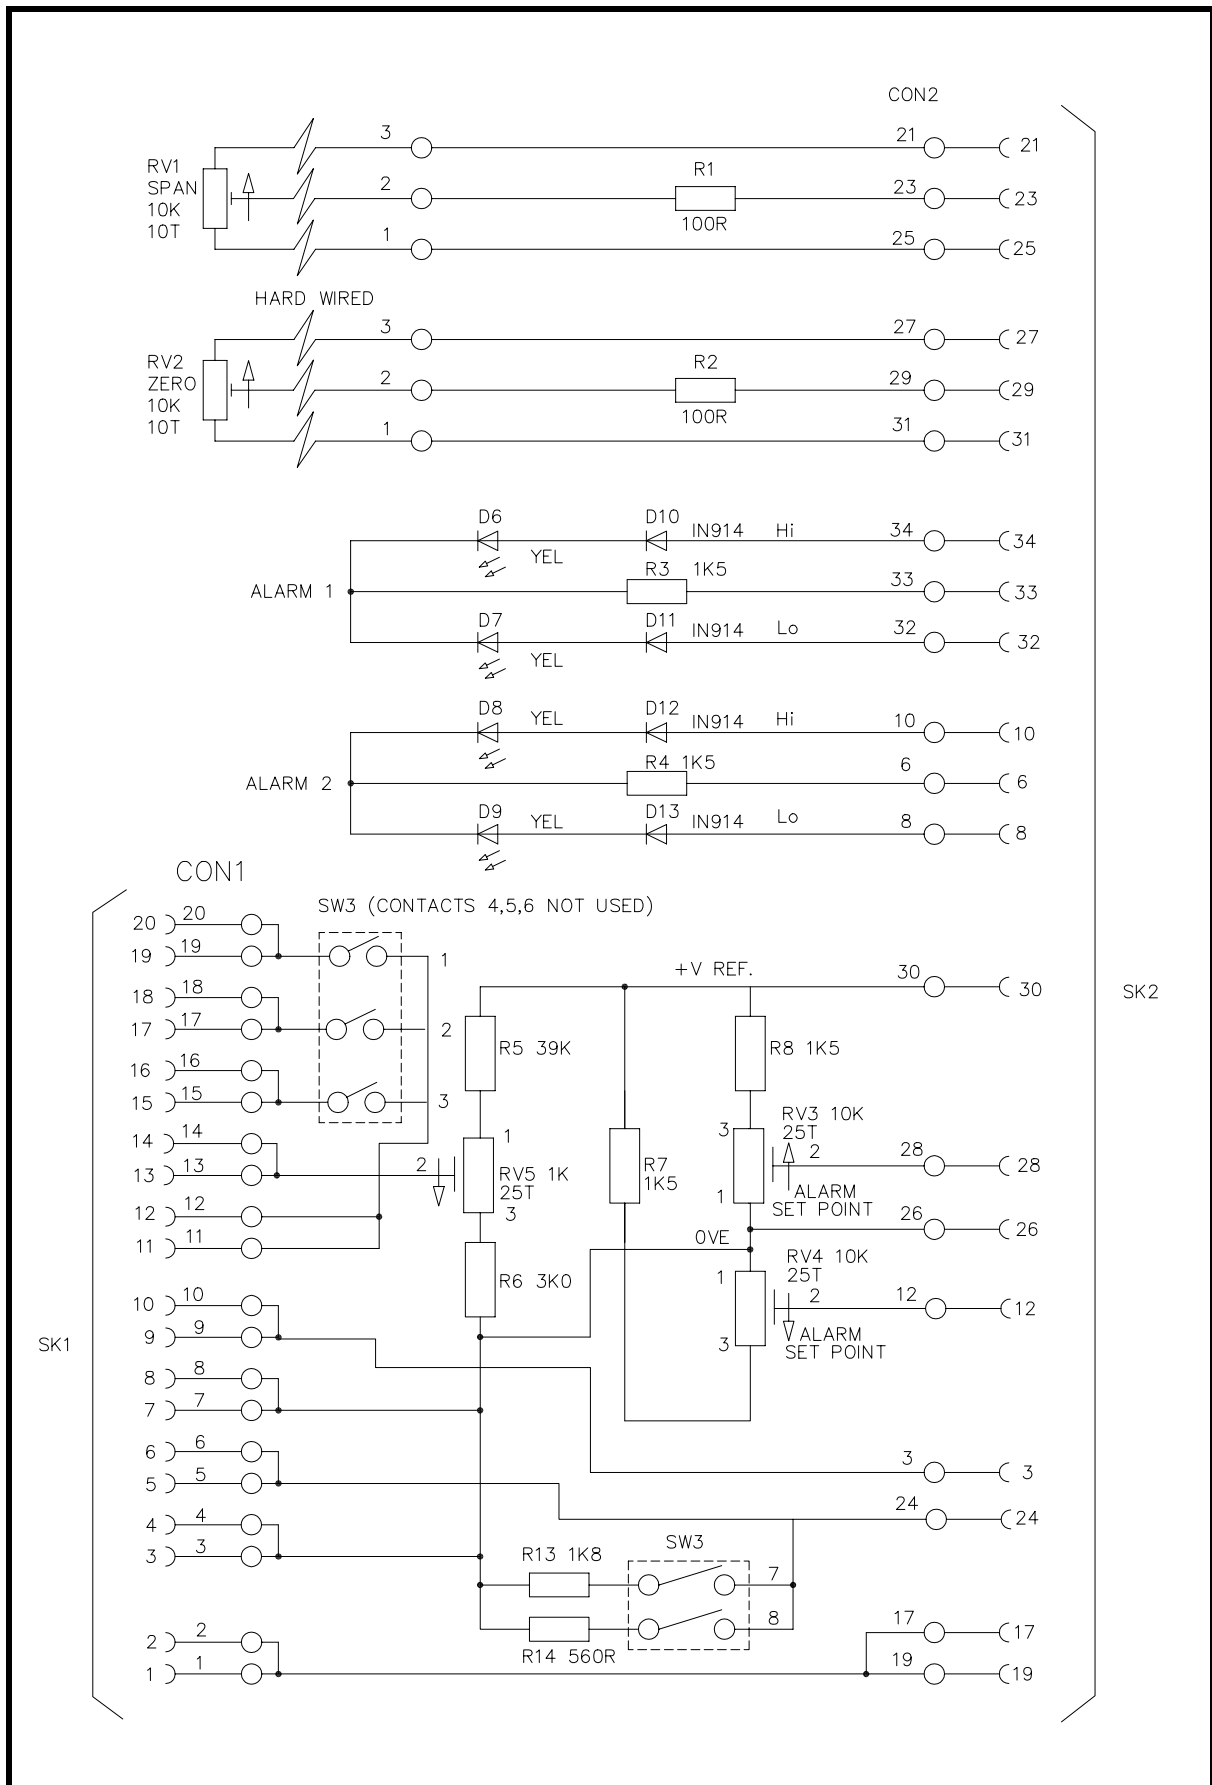 CON2
3
21
21
RV1
SPAN
10K
10T
R1
2
23
23
100R
1
25
25
HARD WIRED
3
27
27
RV2
ZERO
10K
10T
R2
2
29
29
100R
1
31
31
D6
D10
IN914
Hi
34
34
YEL
R3 1K5
ALARM 1
33
33
D7
D11
IN914
Lo
32
32
YEL
D8
YEL
D12
IN914
Hi
10
10
R4 1K5
ALARM 2
6
6
D9
YEL
D13
IN914
Lo
8
8
CON1
SW3 (CONTACTS 4,5,6 NOT USED)
20
20
19
19
1
+V REF.
30
30
SK2
18
18
17
17
2
R5 39K
R8 1K5
16
16
15
15
3
RV3 10K
25T
14
14
1
3
2
28
28
13
13
2
RV5 1K
25T
R7
1K5
12
12
3
1
ALARM
SET POINT
11
11
0VE
26
26
RV4 10K
25T
R6 3K0
1
10
10
2
12
12
SK1
9
9
3
ALARM
SET POINT
8
8
7
7
6
6
3
3
5
5
24
24
4
4
SW3
3
3
R13 1K8
7
8
R14 560R
2
2
17
17
1
1
19
19